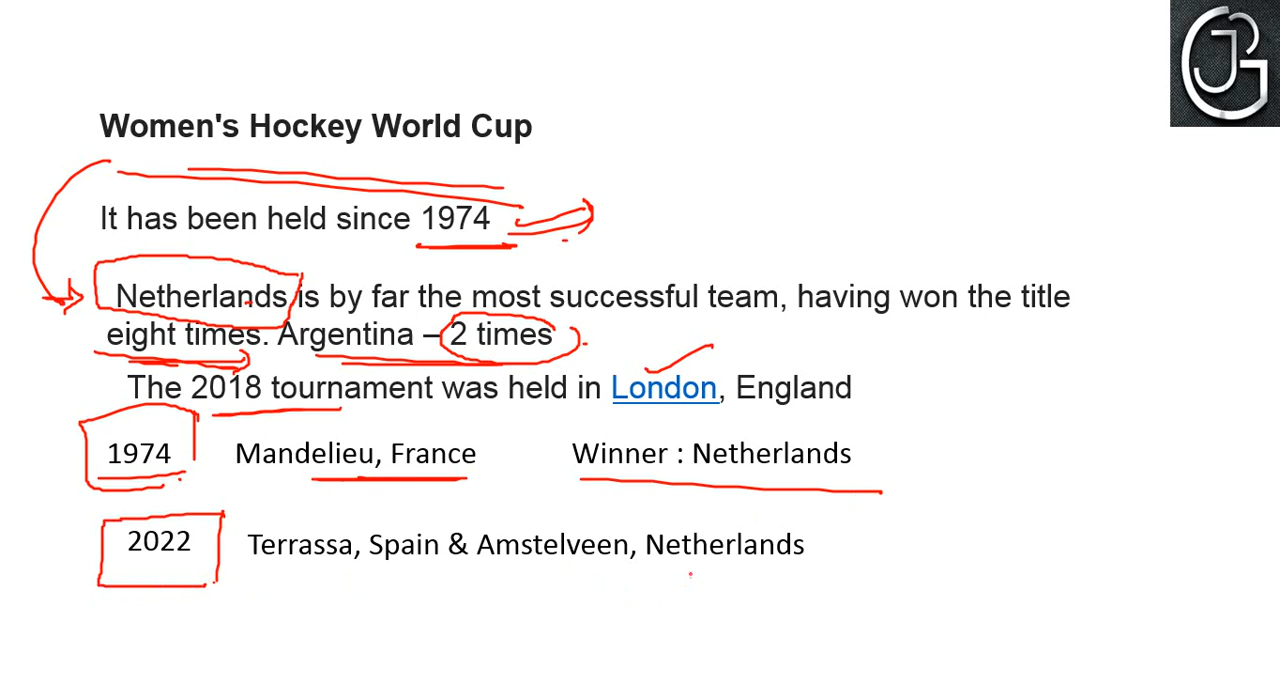 Women's Hockey World Cup
It has been held since 1974
Netherlands is by far the most successful team, having won the title
eight times. Argentina – 2 times
The 2018 tournament was held in London, England
1974 Mandelieu, France Winner : Netherlands
2022 Terrassa, Spain & Amstelveen, Netherlands